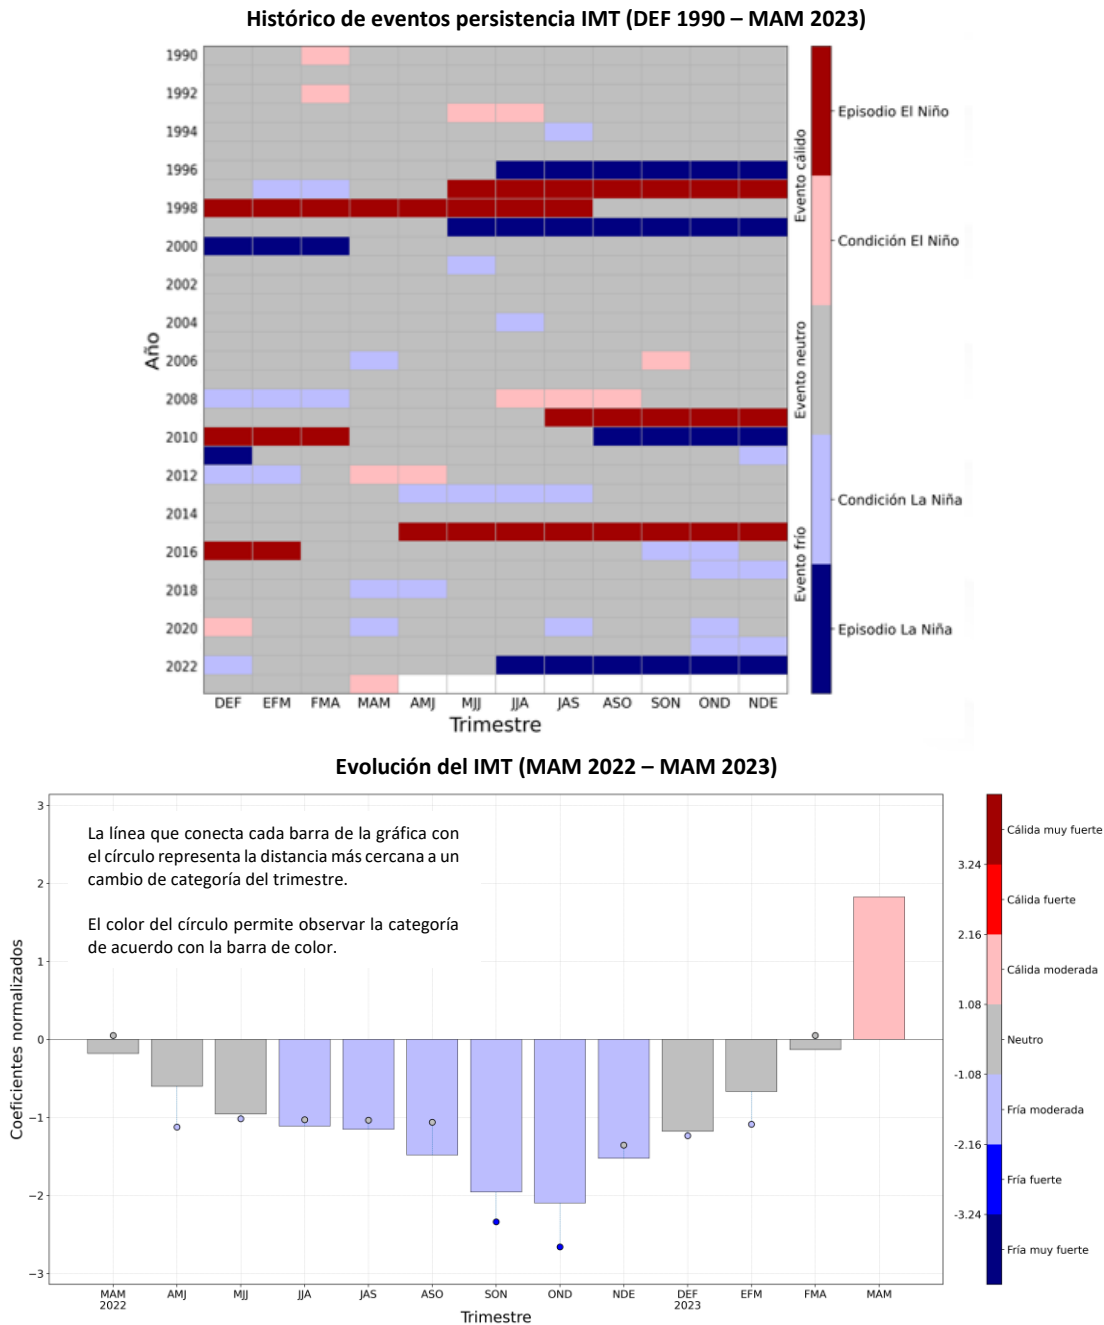 Histórico de eventos persistencia IMT (DEF 1990 – MAM 2023)
1990
1992
1994
1996
1998
2000
2002
2004
2006
2008
2010
2012
2014
2016
2018
2020
2022
Año
DEF EFM FMA MAM AMJ MJJ JJA JAS ASO SON OND NDE
Trimestre
Evento cálido
Evento neutro
Evento frío
Episodio El Niño
Condición El Niño
Condición La Niña
Episodio La Niña
Evolución del IMT (MAM 2022 – MAM 2023)
La línea que conecta cada barra de la gráfica con
el círculo representa la distancia más cercana a un
cambio de categoría del trimestre.
El color del círculo permite observar la categoría
de acuerdo con la barra de color.
3
2
1
0
−1
−2
−3
Coeficientes normalizados
MAM AMJ MJJ JJA JAS ASO SON OND NDE DEF EFM FMA MAM
2022 2023
Trimestre
3.24
2.16
1.08
-1.08
-2.16
-3.24
Cálida muy fuerte
Cálida fuerte
Cálida moderada
Neutro
Fría moderada
Fría fuerte
Fría muy fuerte